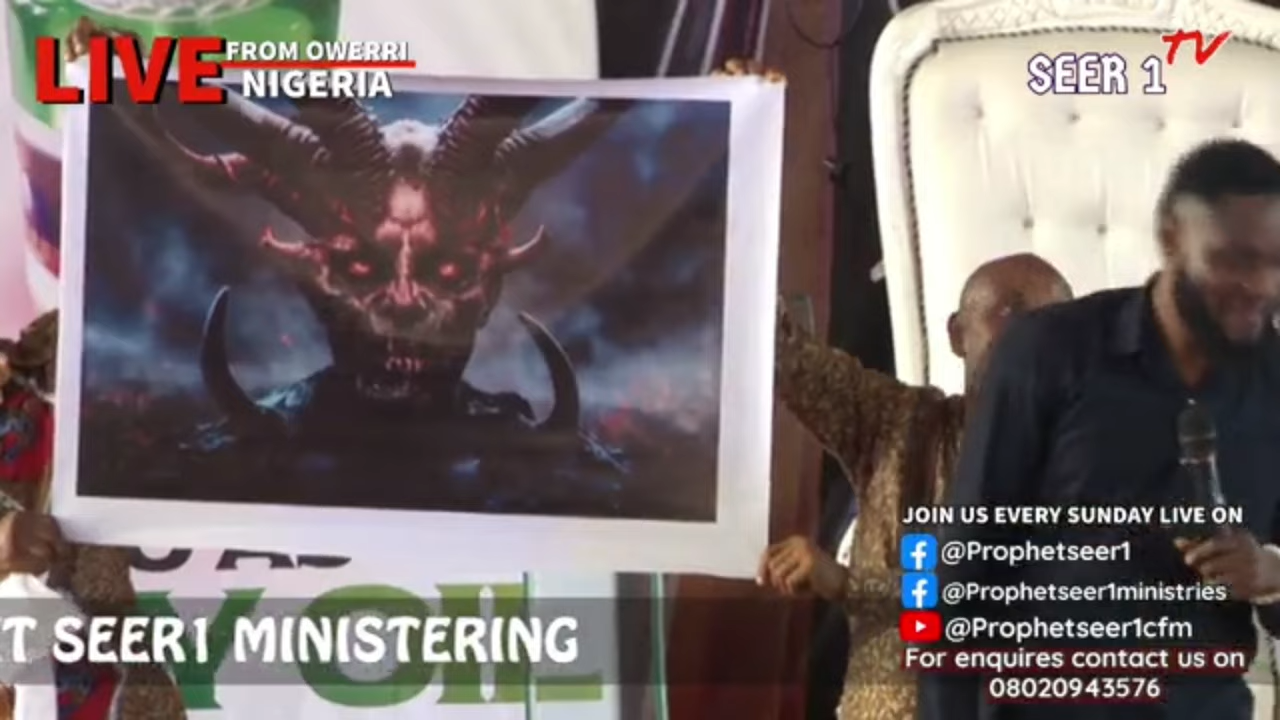 LIVE FROM OWERRI
NIGERIA
SEER 1 TV
JOIN US EVERY SUNDAY LIVE ON
@Prophetseer1
@Prophetseer1ministries
@Prophetseer1cfm
For enquires contact us on
08020943576
T SEER1 MINISTERING
Y OIL